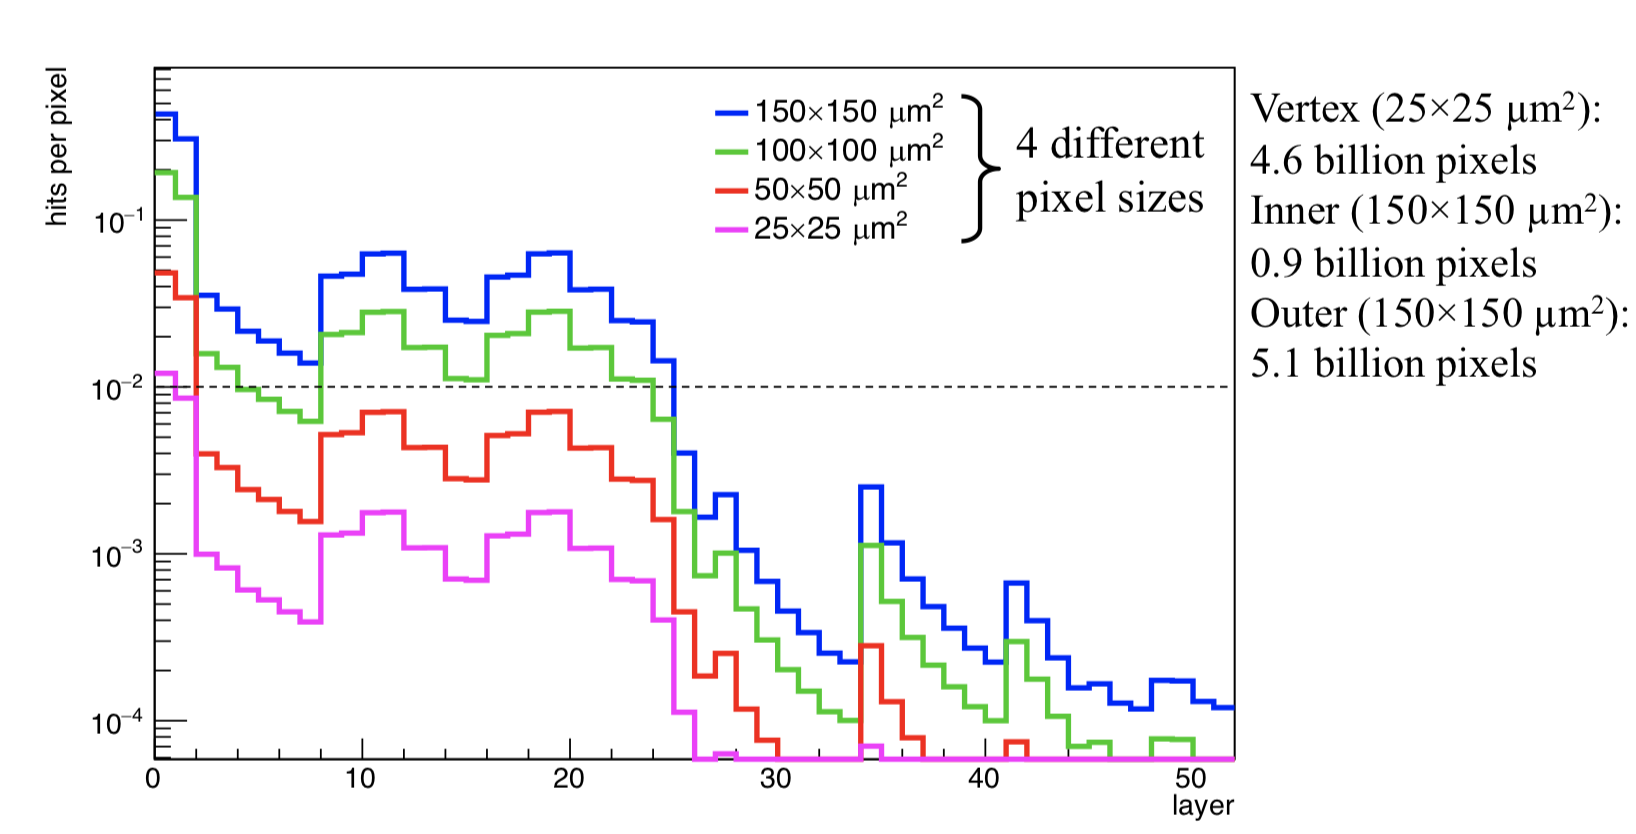 hits per pixel
10⁻¹
10⁻²
10⁻³
10⁻⁴
150×150 µm²
100×100 µm²
50×50 µm²
25×25 µm²
4 different
pixel sizes
0 10 20 30 40 50
layer
Vertex (25×25 µm²):
4.6 billion pixels
Inner (150×150 µm²):
0.9 billion pixels
Outer (150×150 µm²):
5.1 billion pixels